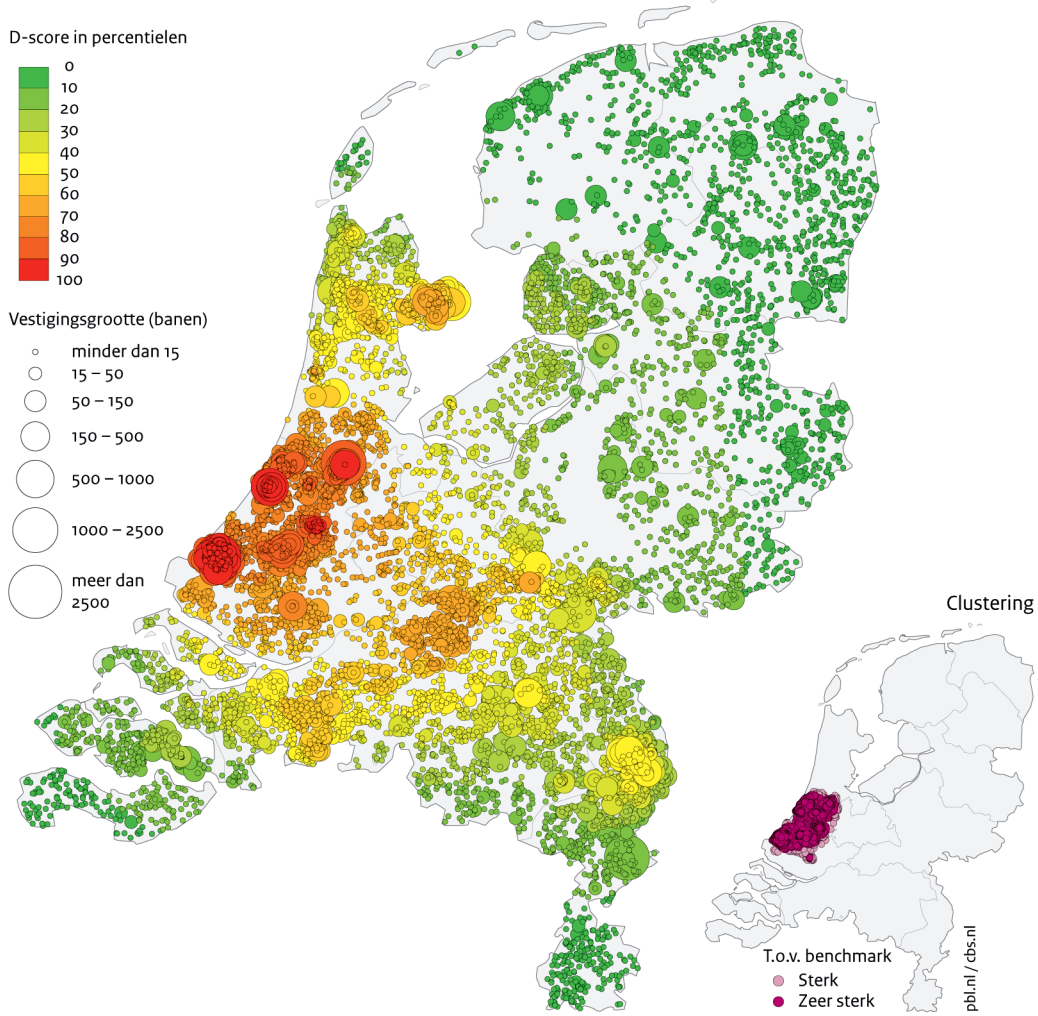 D-score in percentielen
0
10
20
30
40
50
60
70
80
90
100
Vestigingsgrootte (banen)
minder dan 15
15 – 50
50 – 150
150 – 500
500 – 1000
1000 – 2500
meer dan
2500
Clustering
T.o.v. benchmark
Sterk
Zeer sterk
pbl.nl / cbs.nl